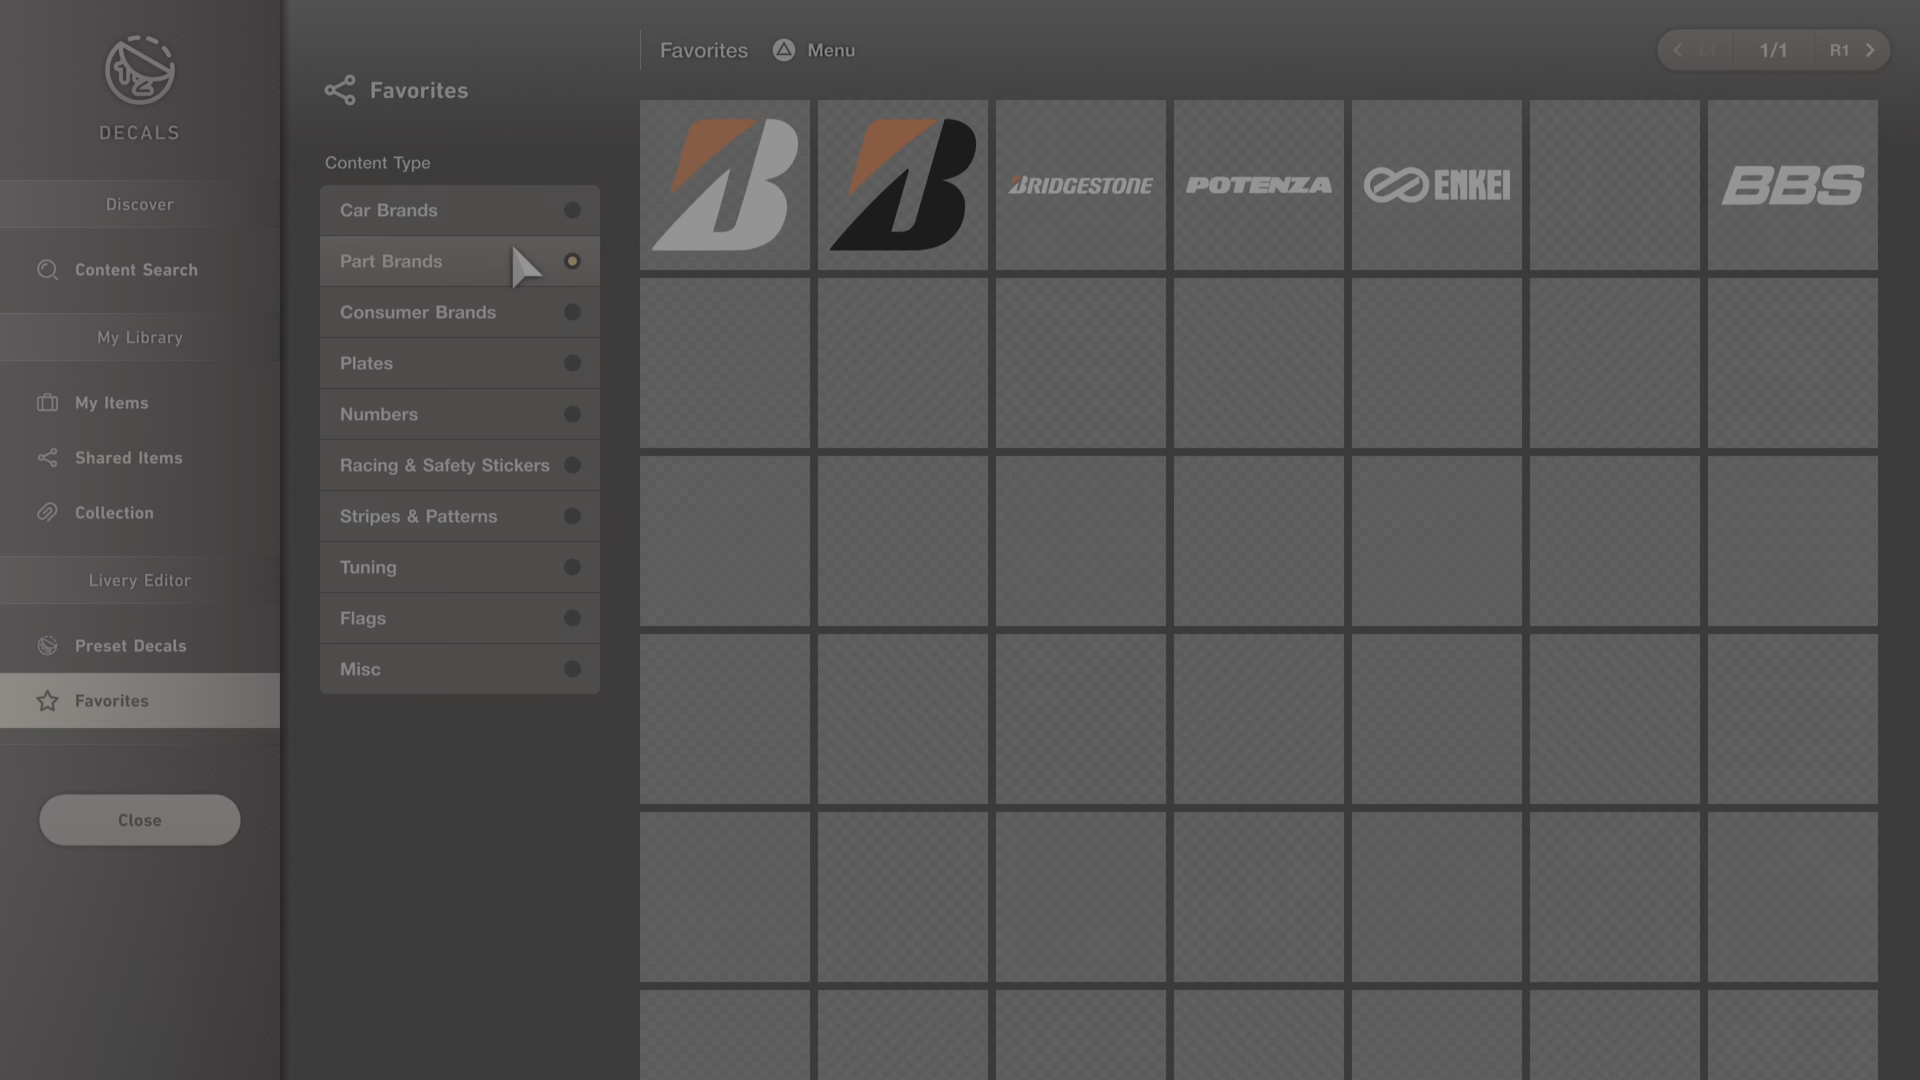 DECALS
Discover
Content Search
My Library
My Items
Shared Items
Collection
Livery Editor
Preset Decals
Favorites
Close
Favorites
Content Type
Car Brands
Part Brands
Consumer Brands
Plates
Numbers
Racing & Safety Stickers
Stripes & Patterns
Tuning
Flags
Misc
Favorites Menu
L1 1/1 R1
B
B
BRIDGESTONE
POTENZA
ENKEI
BBS